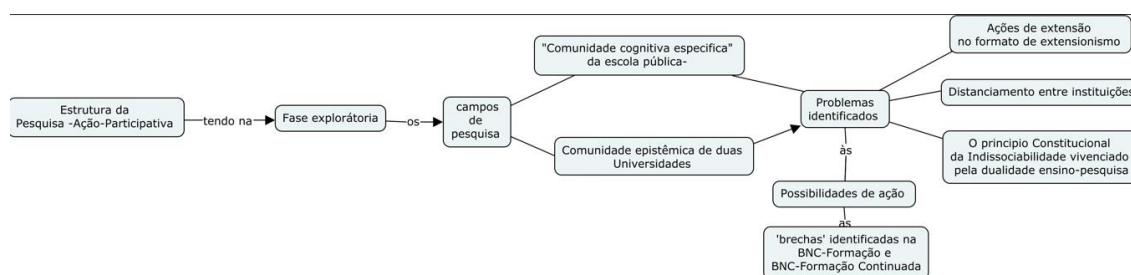 Estrutura da
Pesquisa -Ação-Participativa
tendo na
Fase explorátoria
os
campos
de
pesquisa
"Comunidade cognitiva especifica"
da escola pública-
Comunidade epistêmica de duas
Universidades
Problemas
identificados
Ações de extensão
no formato de extensionismo
Distanciamento entre instituições
O principio Constitucional
da Indissociabilidade vivenciado
pela dualidade ensino-pesquisa
às
Possibilidades de ação
as
'brechas' identificadas na
BNC-Formação e
BNC-Formação Continuada